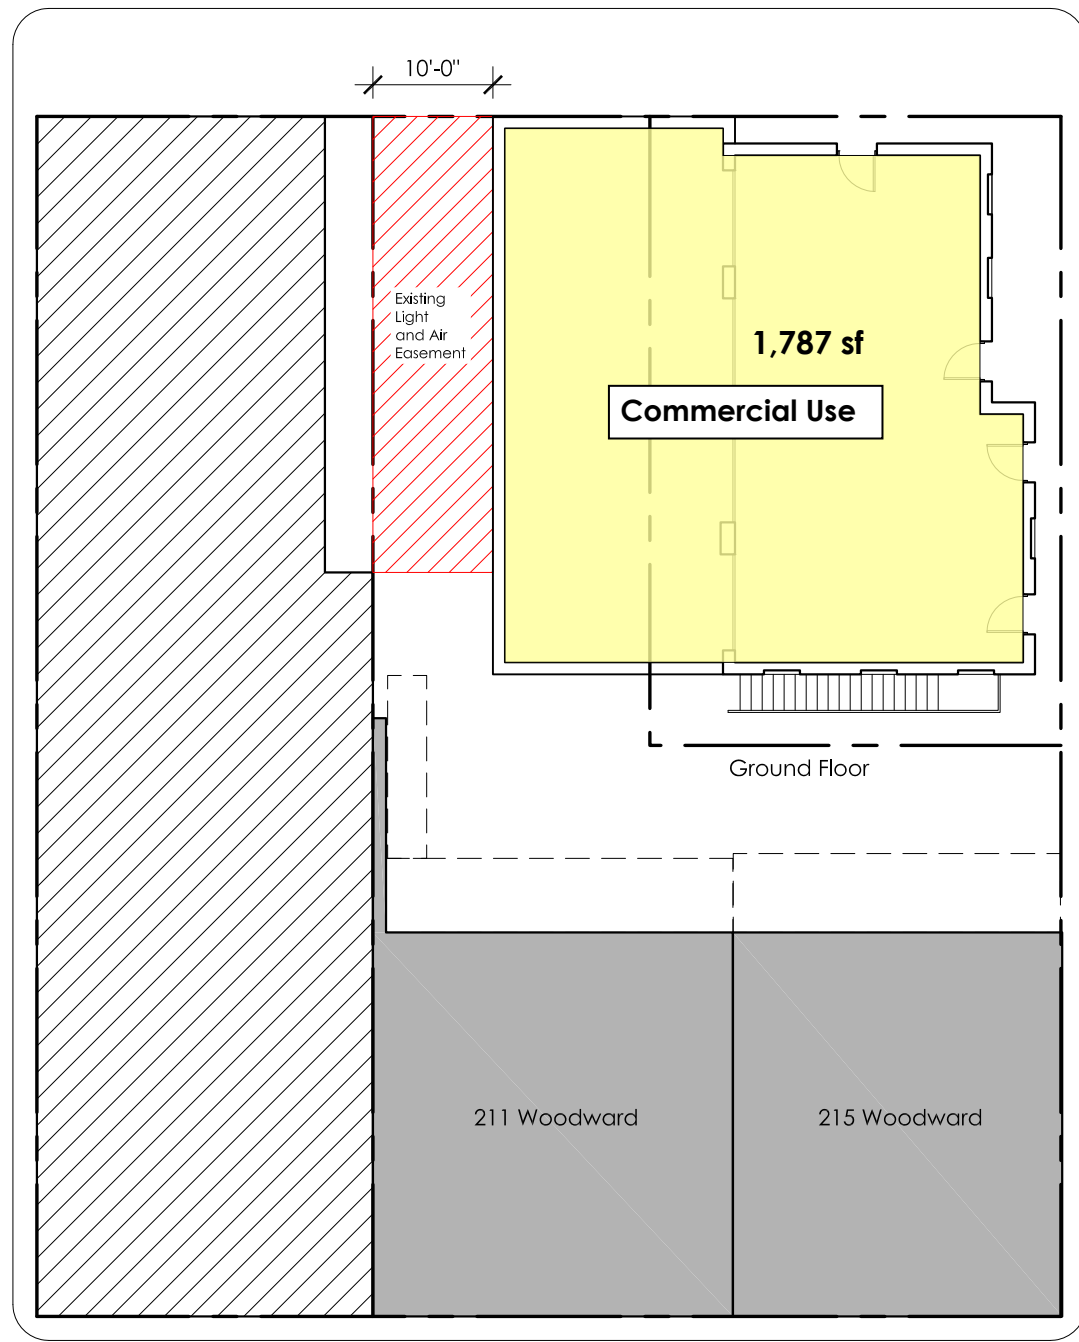 10'-0"
Existing
Light
and Air
Easement
1,787 sf
Commercial Use
Ground Floor
211 Woodward
215 Woodward